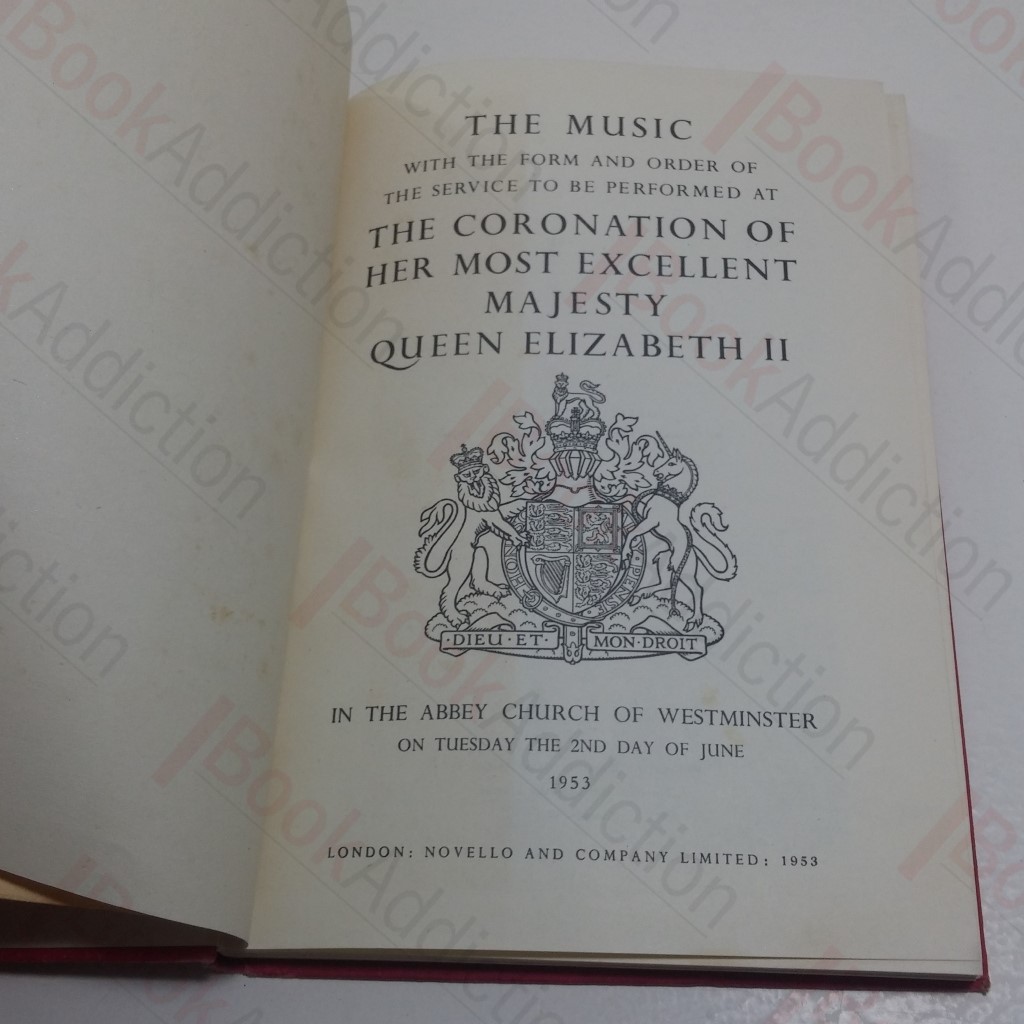 THE MUSIC
WITH THE FORM AND ORDER OF
THE SERVICE TO BE PERFORMED AT
THE CORONATION OF
HER MOST EXCELLENT
MAJESTY
QUEEN ELIZABETH II
DIEU·ET·
MON·DROIT
IN THE ABBEY CHURCH OF WESTMINSTER
ON TUESDAY THE 2ND DAY OF JUNE
1953
LONDON: NOVELLO AND COMPANY LIMITED: 1953
BookAddiction